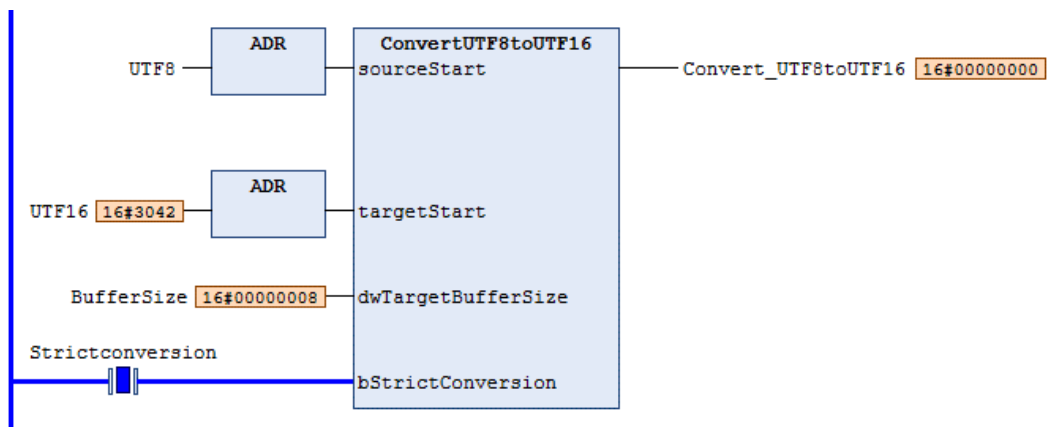 ADR
ConvertUTF8toUTF16
UTF8
sourceStart
Convert_UTF8toUTF16 16#00000000
ADR
UTF16 16#3042
targetStart
BufferSize 16#00000008
dwTargetBufferSize
Strictconversion
bStrictConversion